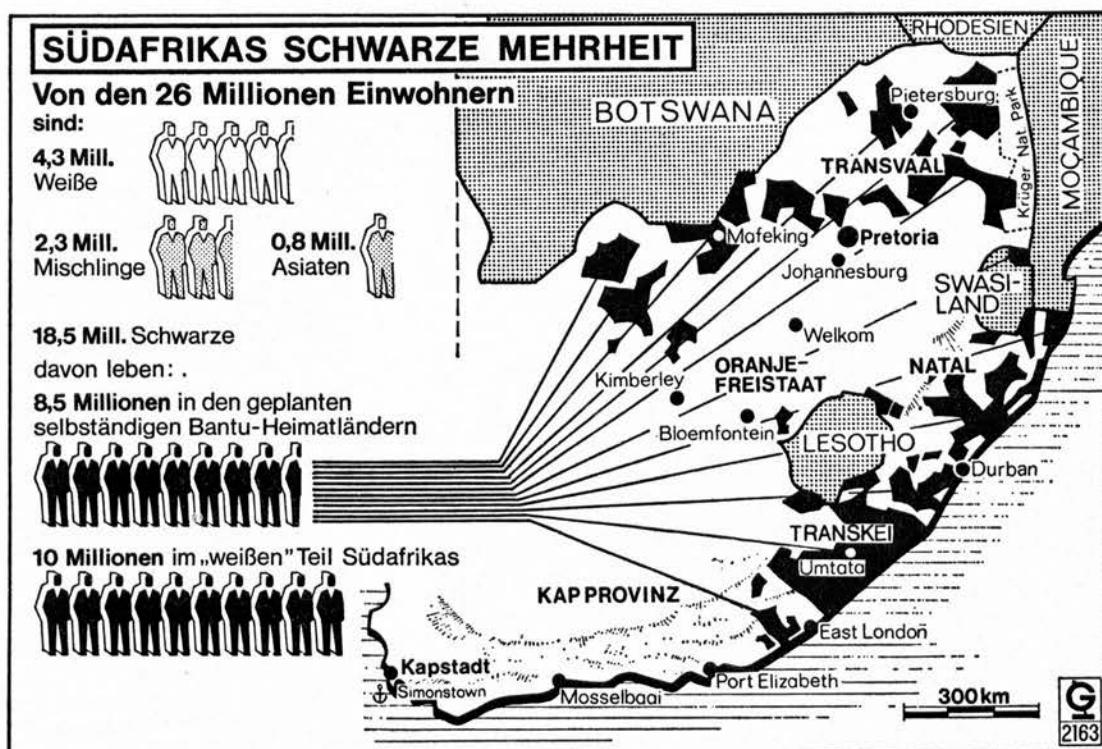 SÜDAFRIKAS SCHWARZE MEHRHEIT
Von den 26 Millionen Einwohnern
sind:
4,3 Mill.
Weiße
2,3 Mill.
Mischlinge
0,8 Mill.
Asiaten
18,5 Mill. Schwarze
davon leben: .
8,5 Millionen in den geplanten
selbständigen Bantu-Heimatländern
10 Millionen im „weißen" Teil Südafrikas
RHODESIEN
BOTSWANA
MOÇAMBIQUE
Pietersburg
Kruger Nat Park
TRANSVAAL
Mafeking
Pretoria
Johannesburg
SWASI-
LAND
Welkom
ORANJE-
FREISTAAT
NATAL
Kimberley
Bloemfontein
LESOTHO
Durban
TRANSKEI
Umtata
KAPPROVINZ
East London
Kapstadt
Simonstown
Mosselbaai
Port Elizabeth
300 km
G
2163